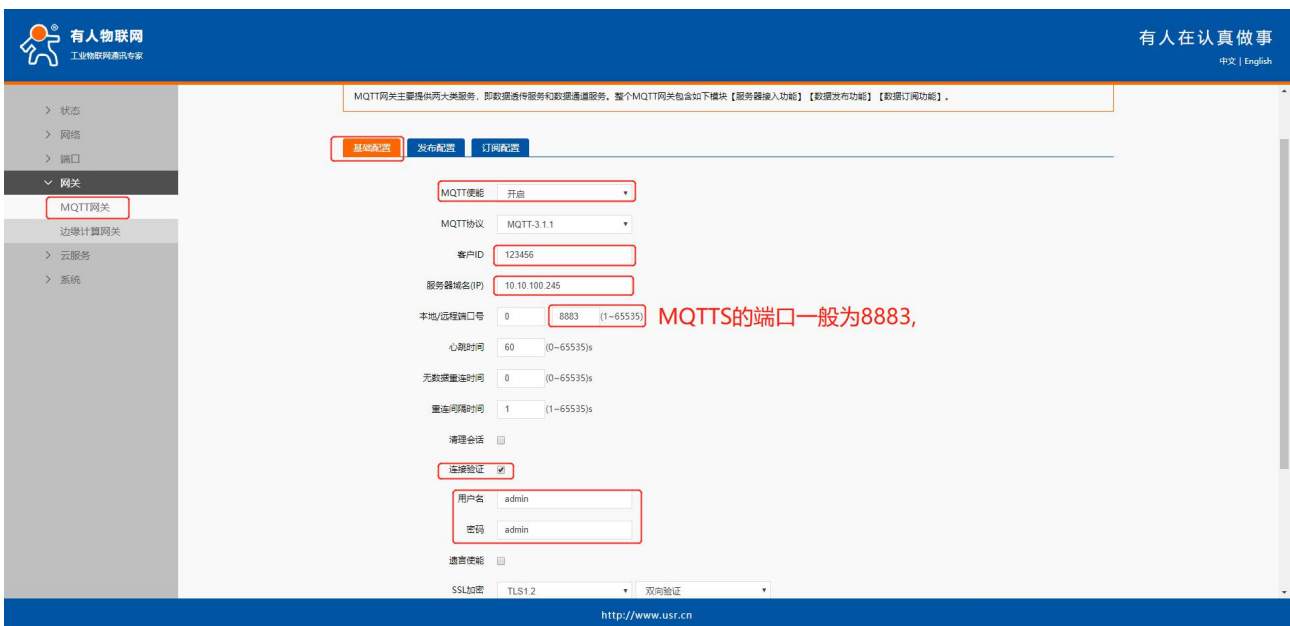 有人物联网
工业物联网通讯专家
有人在认真做事
中文 | English
状态
网络
端口
网关
MQTT网关
边缘计算网关
云服务
系统
MQTT网关主要提供两大类服务，即数据透传服务和数据通道服务。整个MQTT网关包含如下模块【服务器接入功能】【数据发布功能】【数据订阅功能】。
基础配置 发布配置 订阅配置
MQTT使能 开启
MQTT协议 MQTT-3.1.1
客户ID 123456
服务器域名(IP) 10.10.100.245
本地/远程端口号 0 8883 (1~65535) MQTTS的端口一般为8883,
心跳时间 60 (0~65535)s
无数据重连时间 0 (0~65535)s
重连间隔时间 1 (1~65535)s
清理会话
连接验证
用户名 admin
密码 admin
遗言使能
SSL加密 TLS1.2 双向验证
http://www.usr.cn